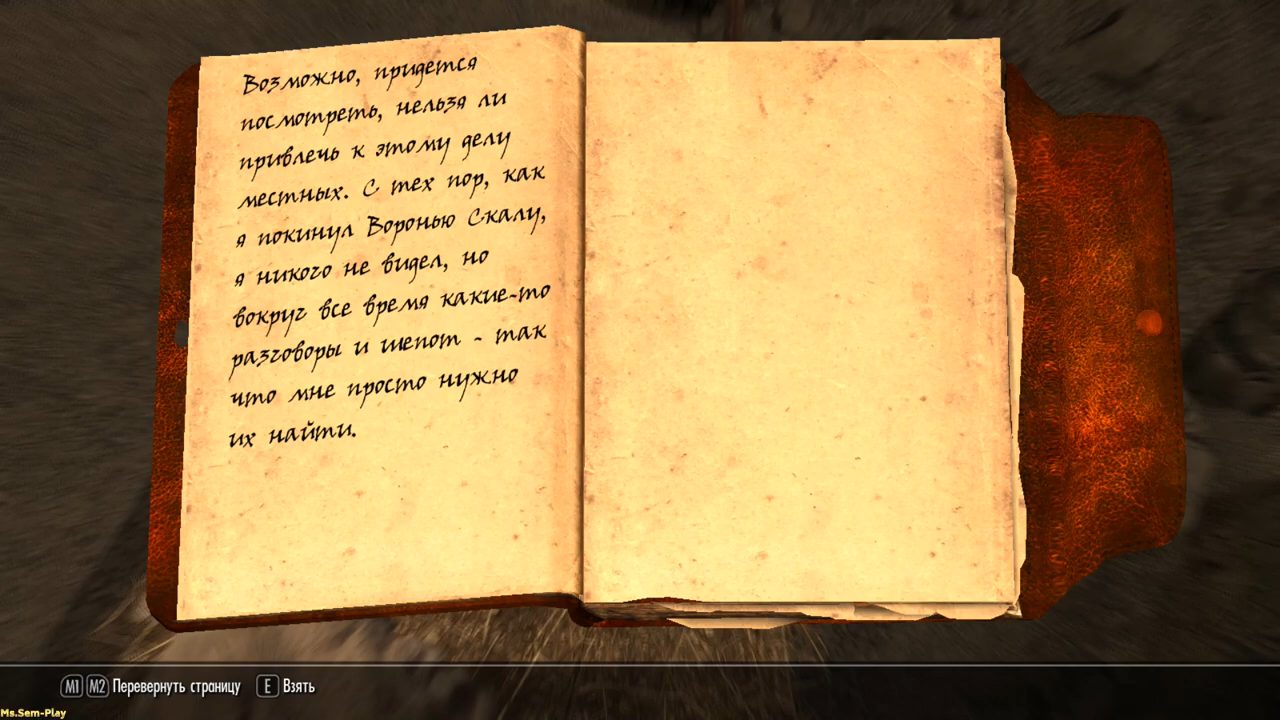 Возможно, придется
посмотреть, нельзя ли
привлечь к этому делу
местных. С тех пор, как
я покинул Воронью Скалу,
я никого не видел, но
вокруг все время какие-то
разговоры и шепот - так
что мне просто нужно
их найти.
M1 M2 Перевернуть страницу E Взять
Ms.Sem-Play